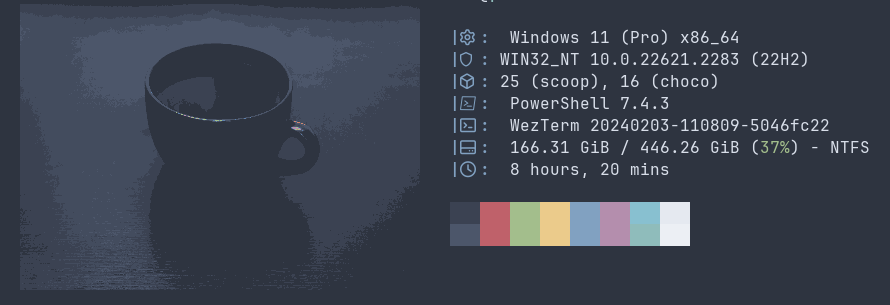 : Windows 11 (Pro) x86_64
: WIN32_NT 10.0.22621.2283 (22H2)
: 25 (scoop), 16 (choco)
: PowerShell 7.4.3
: WezTerm 20240203-110809-5046fc22
: 166.31 GiB / 446.26 GiB (37%) - NTFS
: 8 hours, 20 mins